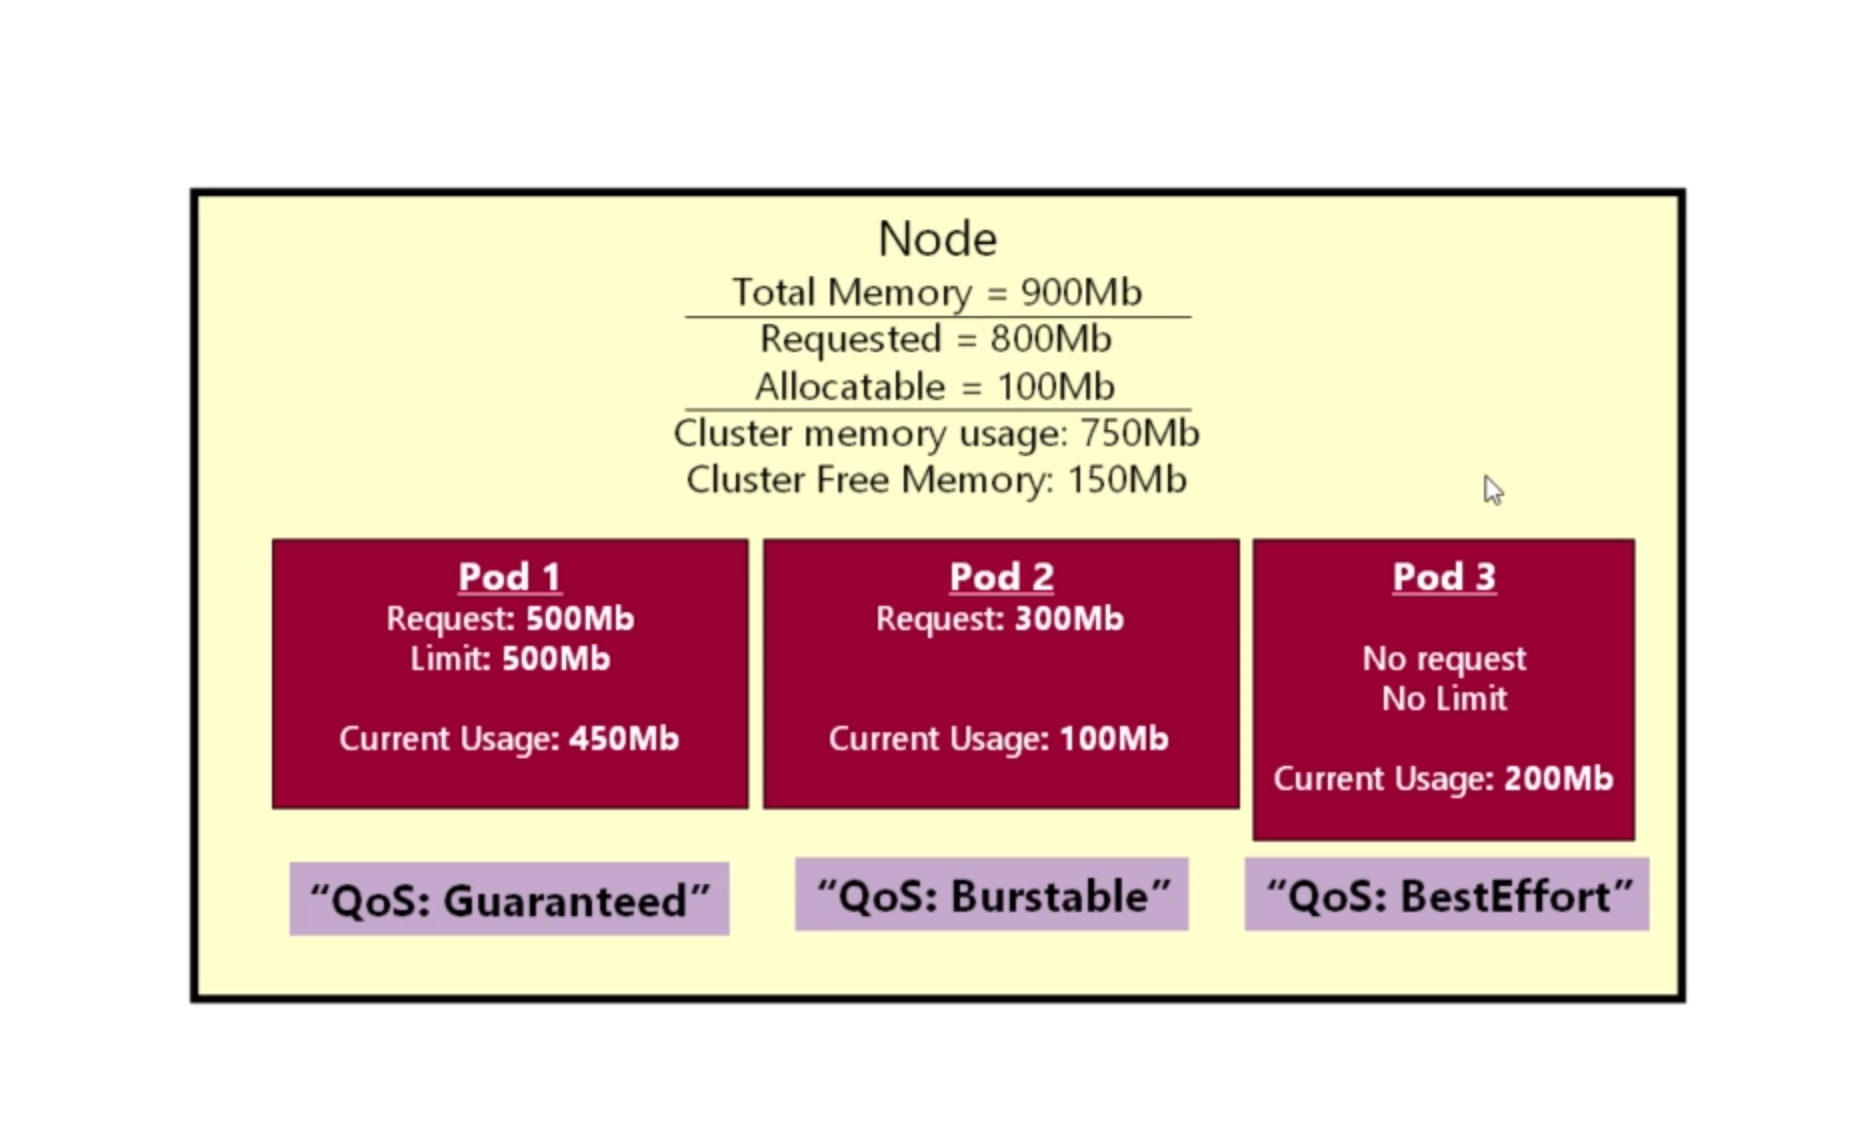 Node
Total Memory = 900Mb
Requested = 800Mb
Allocatable = 100Mb
Cluster memory usage: 750Mb
Cluster Free Memory: 150Mb
Pod 1
Request: 500Mb
Limit: 500Mb
Current Usage: 450Mb
Pod 2
Request: 300Mb
Current Usage: 100Mb
Pod 3
No request
No Limit
Current Usage: 200Mb
“QoS: Guaranteed”
“QoS: Burstable”
“QoS: BestEffort”